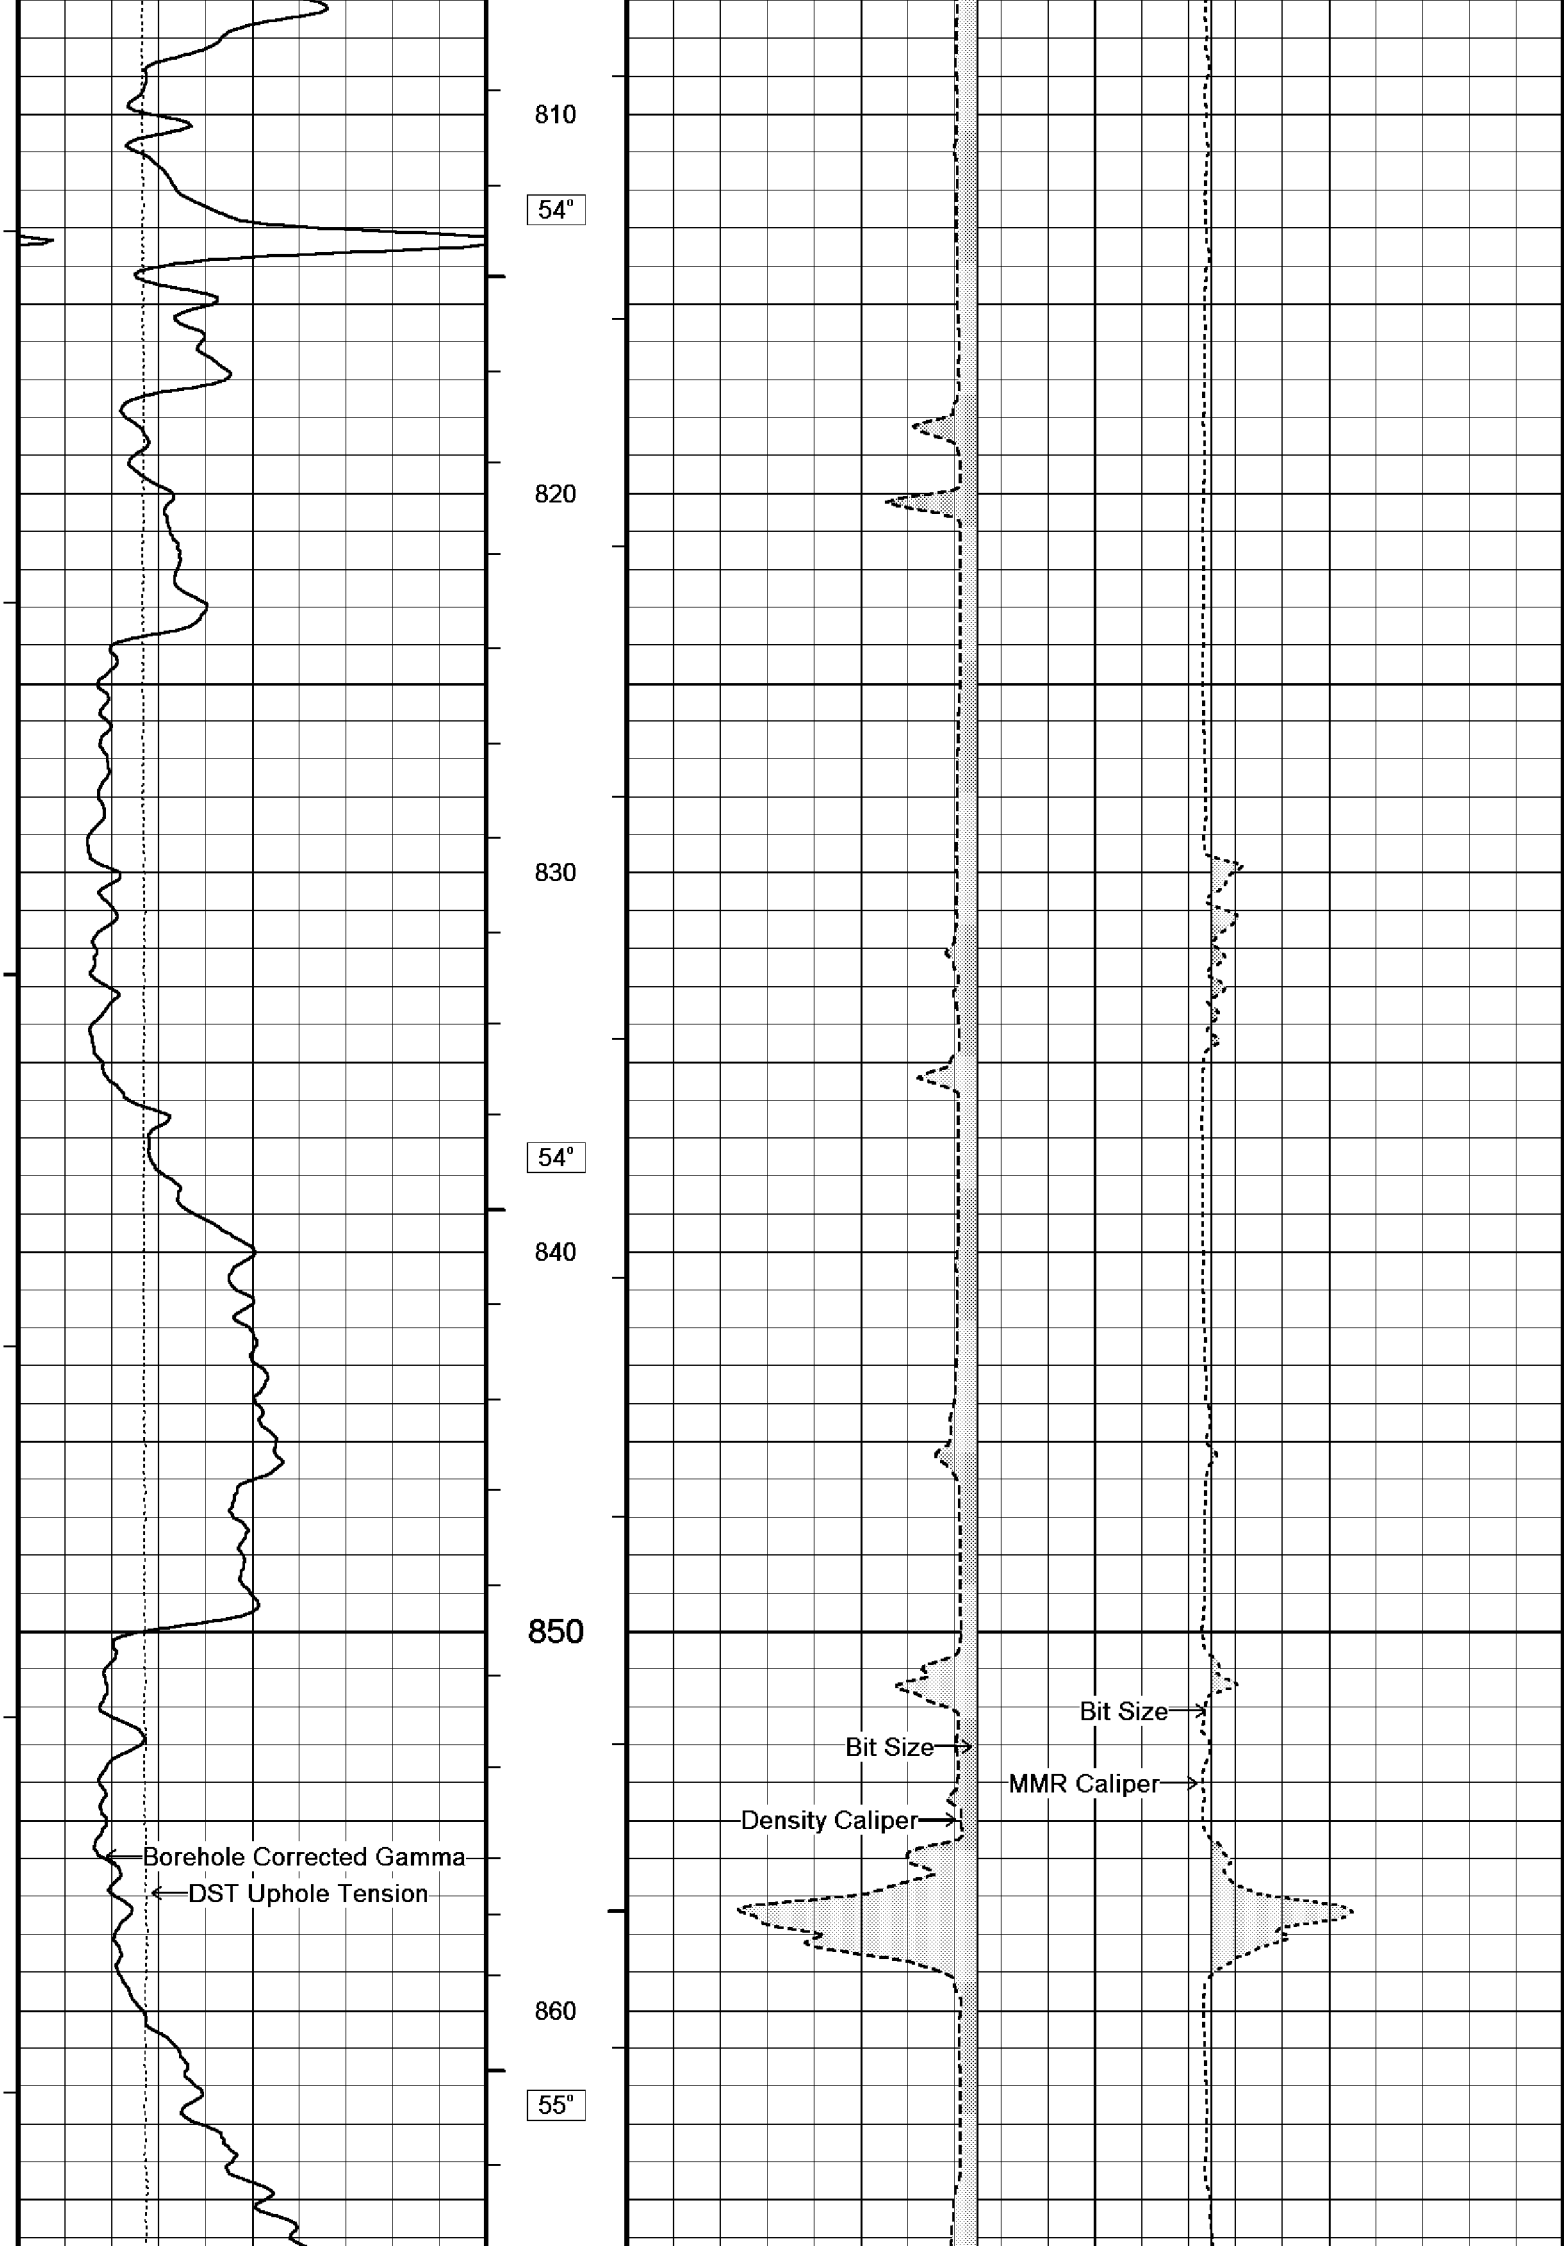 810
54°
820
830
54°
840
850
Bit Size
Bit Size
MMR Caliper
Density Caliper
Borehole Corrected Gamma
DST Uphole Tension
860
55°